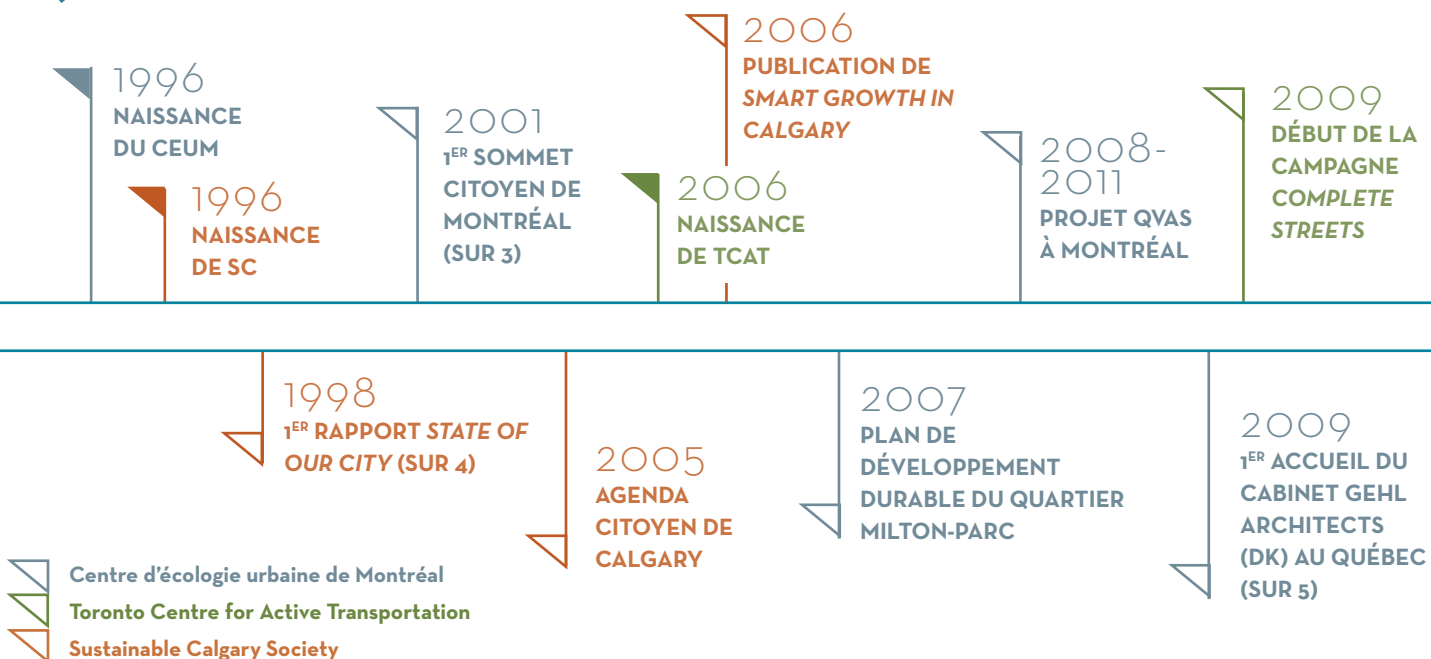 1996
NAISSANCE
DU CEUM
1996
NAISSANCE
DE SC
2001
1ER SOMMET
CITOYEN DE
MONTRÉAL
(SUR 3)
2006
PUBLICATION DE
SMART GROWTH IN
CALGARY
2006
NAISSANCE
DE TCAT
2008-
2011
PROJET QVAS
À MONTRÉAL
2009
DÉBUT DE LA
CAMPAGNE
COMPLETE
STREETS
1998
1ER RAPPORT STATE OF
OUR CITY (SUR 4)
2005
AGENDA
CITOYEN DE
CALGARY
2007
PLAN DE
DÉVELOPPEMENT
DURABLE DU QUARTIER
MILTON-PARC
2009
1ER ACCUEIL DU
CABINET GEHL
ARCHITECTS
(DK) AU QUÉBEC
(SUR 5)
Centre d'écologie urbaine de Montréal
Toronto Centre for Active Transportation
Sustainable Calgary Society